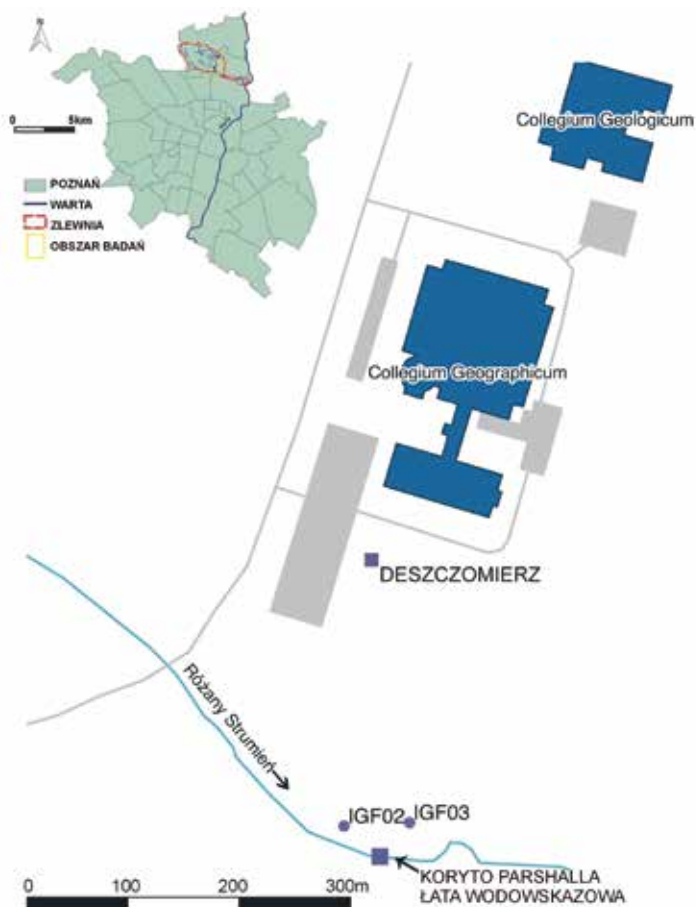 N
0 5km
POZNAŃ
WARTA
ZLEWNIA
OBSZAR BADAŃ
Collegium Geologicum
Collegium Geographicum
DESZCZOMIERZ
Różany Strumień
IGF02
IGF03
KORYTO PARSHALLA
ŁATA WODOWSKAZOWA
0 100 200 300m